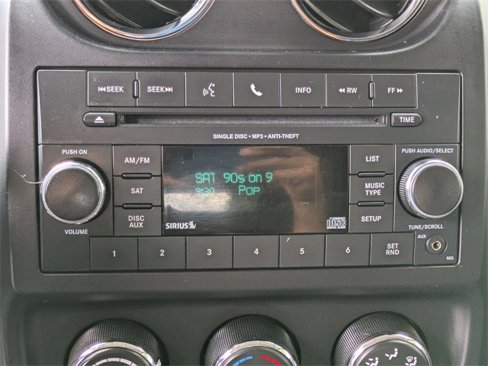 SEEK SEEK INFO RW FF
TIME
SINGLE DISC • MP3 • ANTI-THEFT
PUSH ON
VOLUME
AM/FM
SAT
DISC
AUX
SAT 90s on 9
9:30 Pop
SIRIUS
LIST
MUSIC
TYPE
SETUP
PUSH AUDIO/SELECT
TUNE/SCROLL
1 2 3 4 5 6
SET
RND
AUX